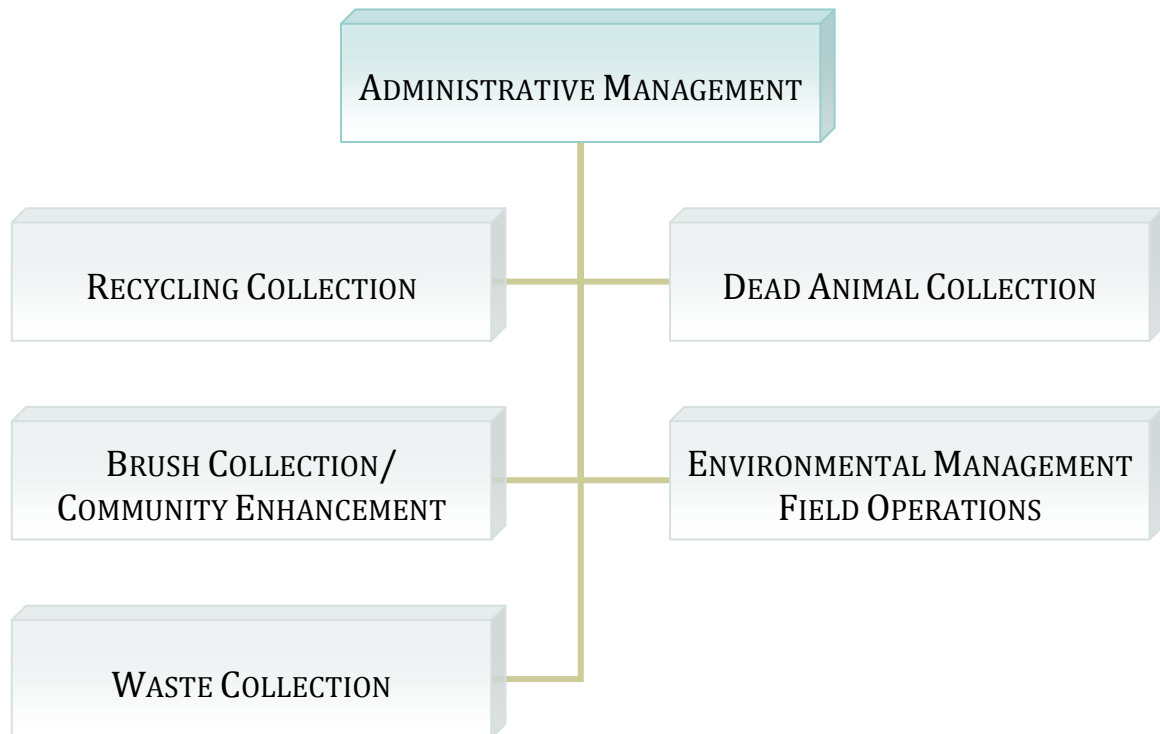 ADMINISTRATIVE MANAGEMENT
RECYCLING COLLECTION
DEAD ANIMAL COLLECTION
BRUSH COLLECTION/
COMMUNITY ENHANCEMENT
ENVIRONMENTAL MANAGEMENT
FIELD OPERATIONS
WASTE COLLECTION